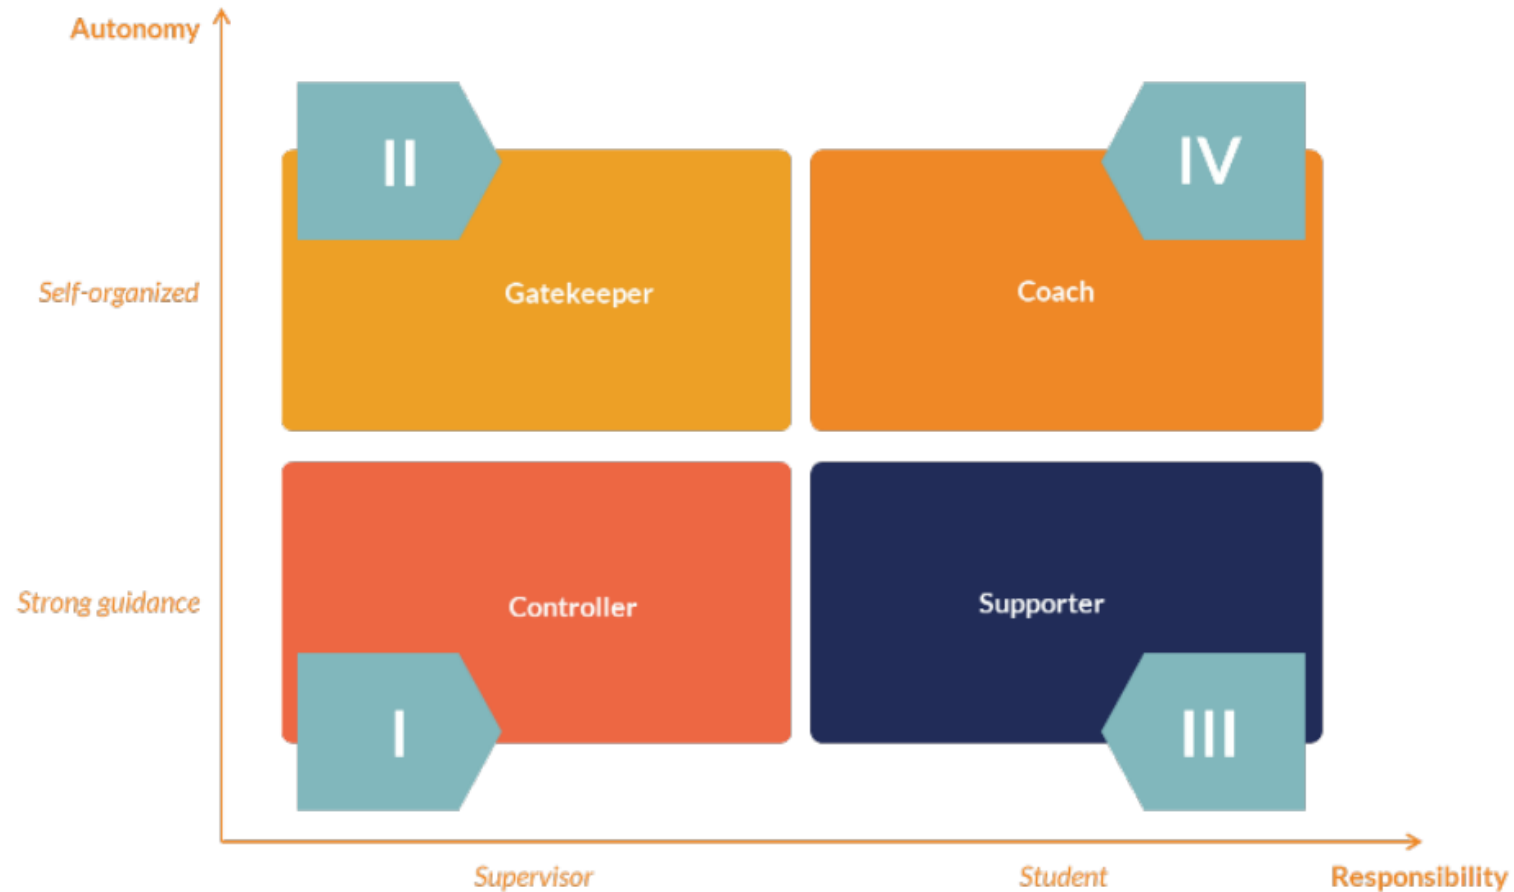 Autonomy
II
IV
Self-organized
Gatekeeper
Coach
Strong guidance
Controller
Supporter
I
III
Supervisor
Student
Responsibility